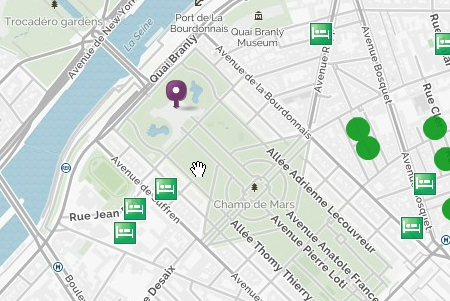 Trocadéro gardens
Avenue de New-York
La Seine
Port de La
Bourdonnais
Quai Branly
Museum
Quai Branly
Avenue de la Bourdonnais
Avenue Bosquet
Avenue de Suffren
Rue Jean
Champ de Mars
Allée Adrienne Lecouvreur
Avenue Anatole France
Avenue Pierre Loti
Allée Thomy Thierry
Avenue Bosquet
Desaix
M
M